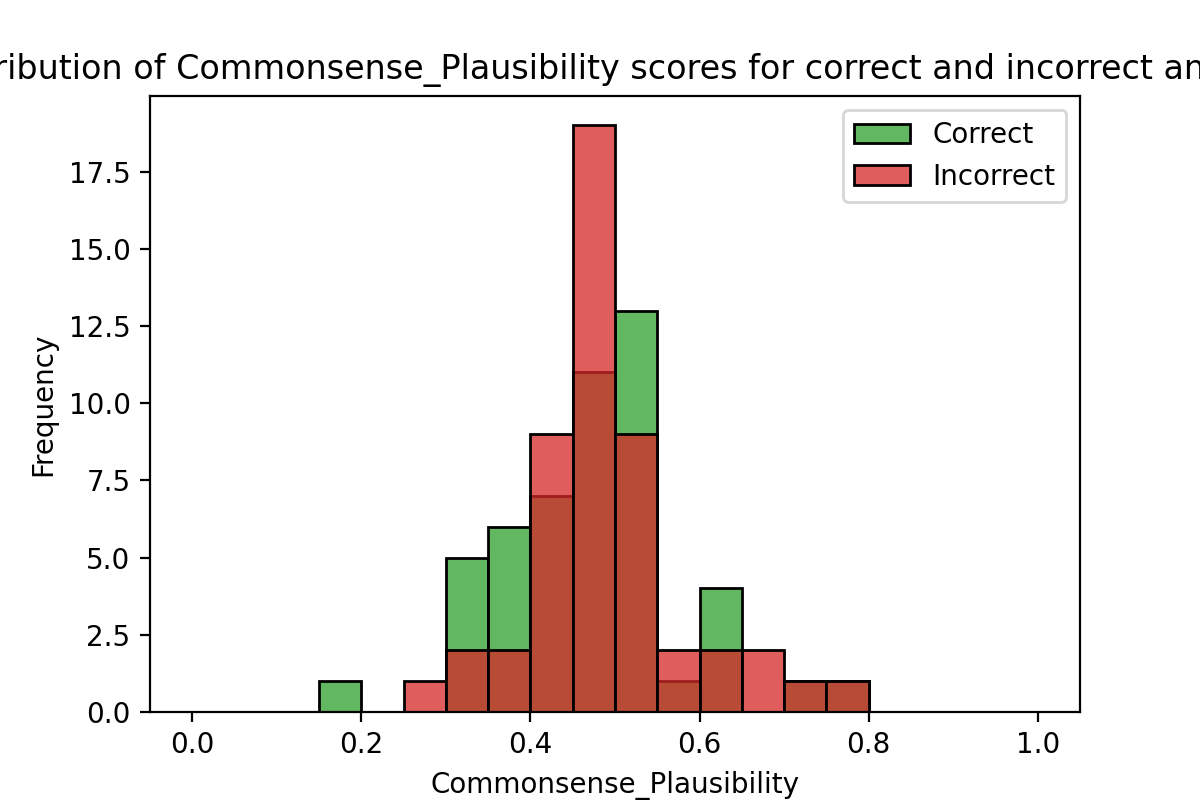 ribution of Commonsense_Plausibility scores for correct and incorrect an
Correct
Incorrect
17.5
15.0
12.5
10.0
7.5
5.0
2.5
0.0
Frequency
0.0 0.2 0.4 0.6 0.8 1.0
Commonsense_Plausibility